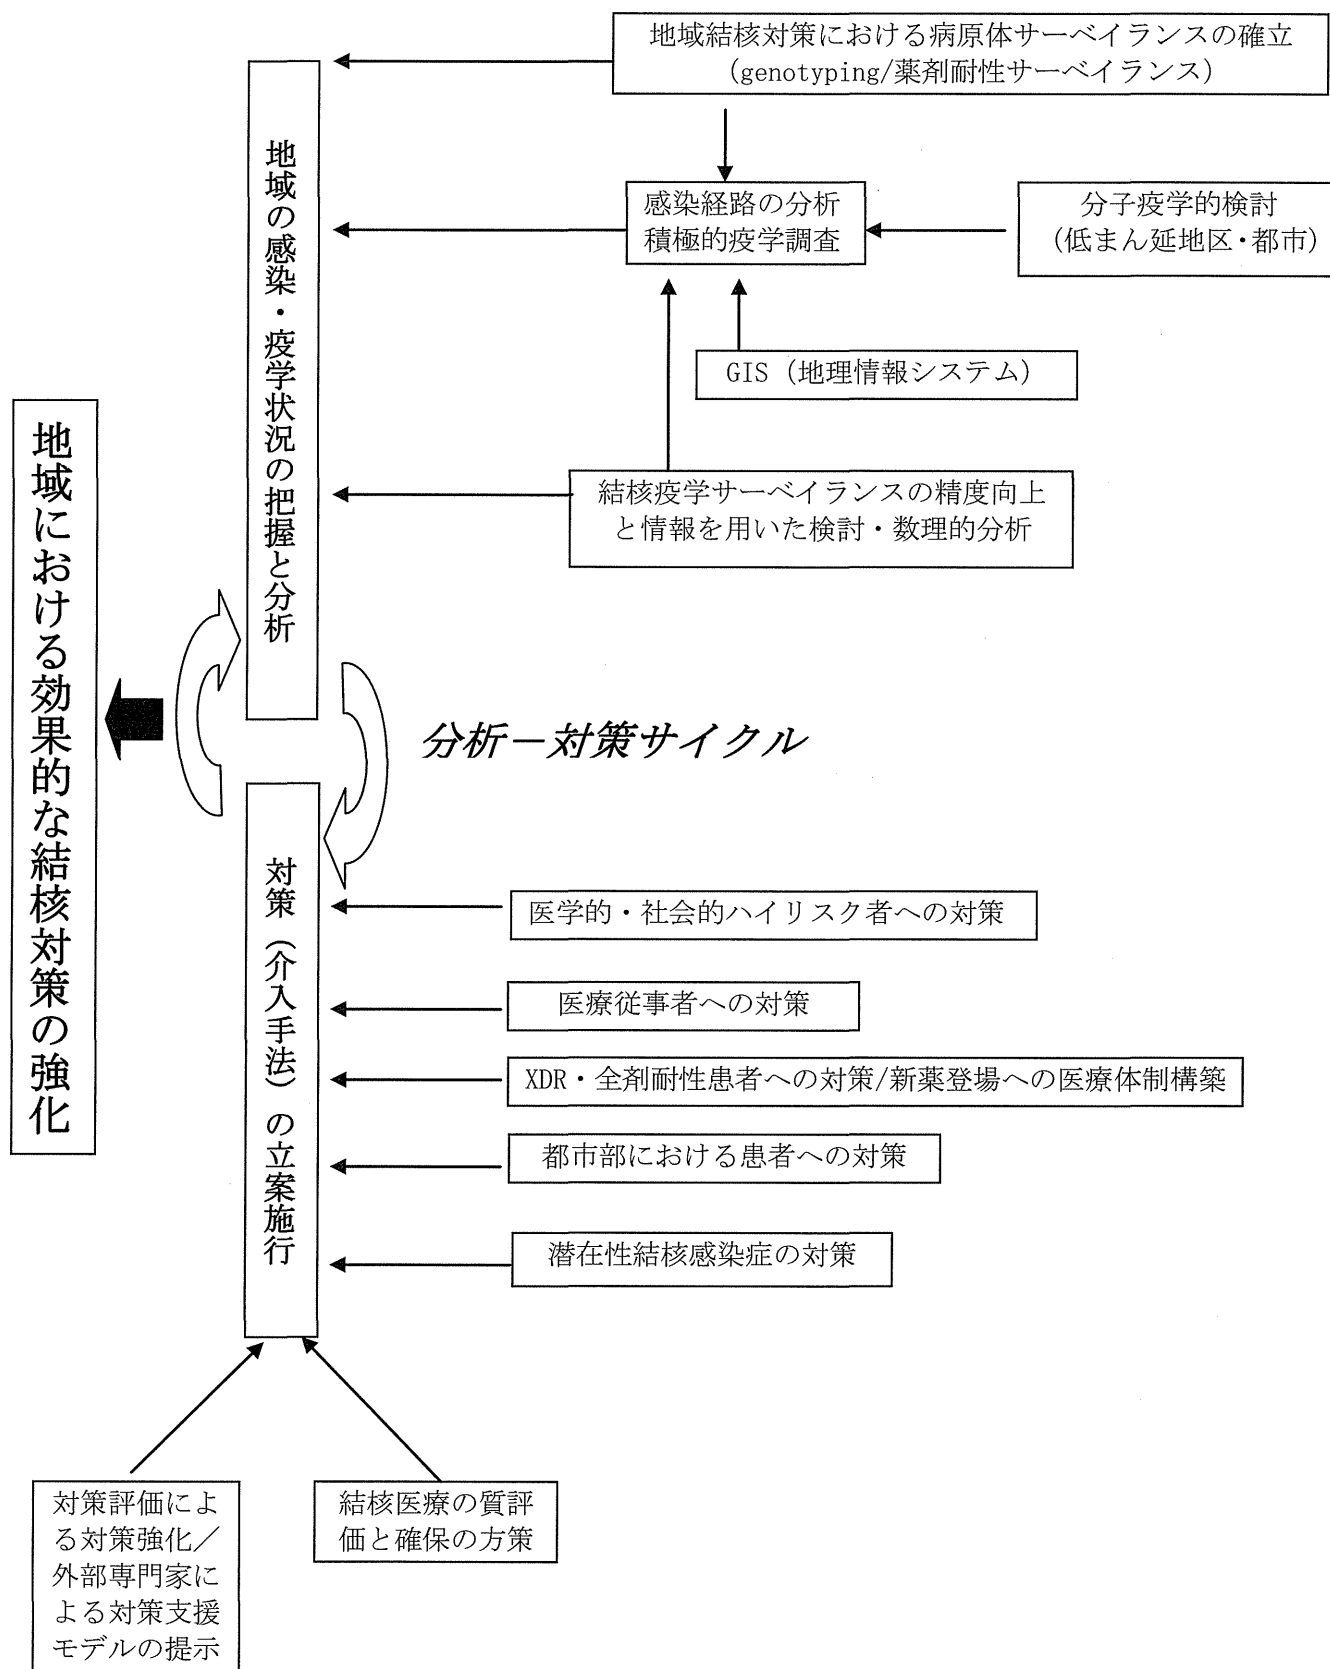 地域結核対策における病原体サーベイランスの確立
(genotyping/薬剤耐性サーベイランス)
感染経路の分析
積極的疫学調査
分子疫学的検討
(低まん延地区・都市)
GIS (地理情報システム)
結核疫学サーベイランスの精度向上
と情報を用いた検討・数理的分析
地域の感染・疫学状況の把握と分析
地域における効果的な結核対策の強化
分析－対策サイクル
対策（介入手法）の立案施行
医学的・社会的ハイリスク者への対策
医療従事者への対策
XDR・全剤耐性患者への対策/新薬登場への医療体制構築
都市部における患者への対策
潜在性結核感染症の対策
対策評価によ
る対策強化／
外部専門家に
よる対策支援
モデルの提示
結核医療の質評
価と確保の方策